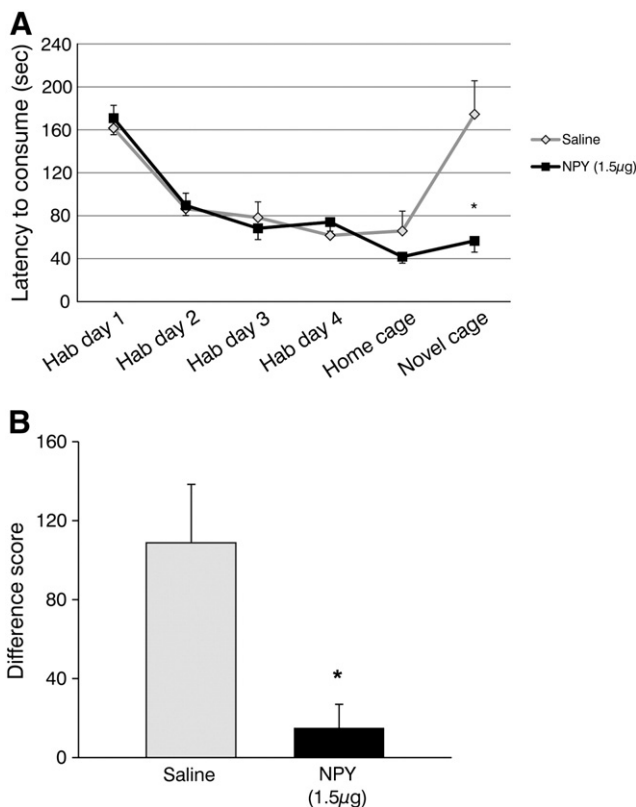 A
Latency to consume (sec)
240
200
160
120
80
40
0
Saline
NPY (1.5µg)
*
Hab day 1
Hab day 2
Hab day 3
Hab day 4
Home cage
Novel cage
B
Difference score
160
120
80
40
0
*
Saline
NPY
(1.5µg)